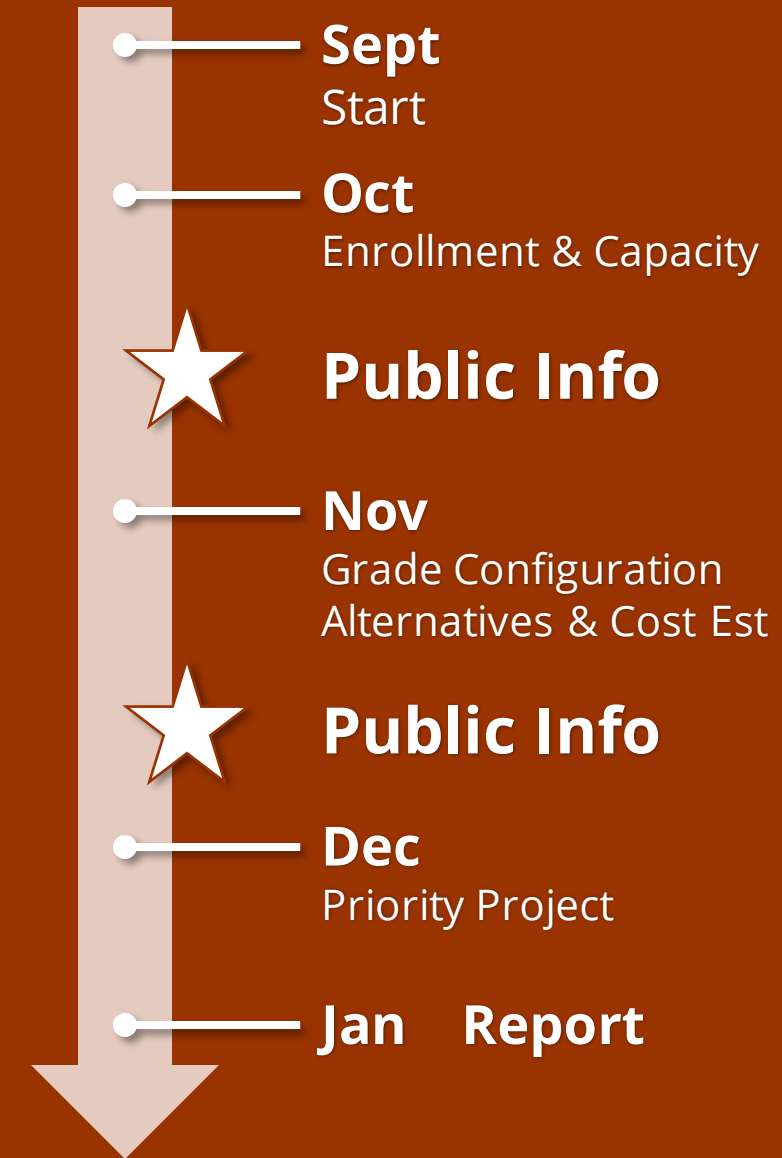 Sept
Start
Oct
Enrollment & Capacity
Public Info
Nov
Grade Configuration
Alternatives & Cost Est
Public Info
Dec
Priority Project
Jan Report